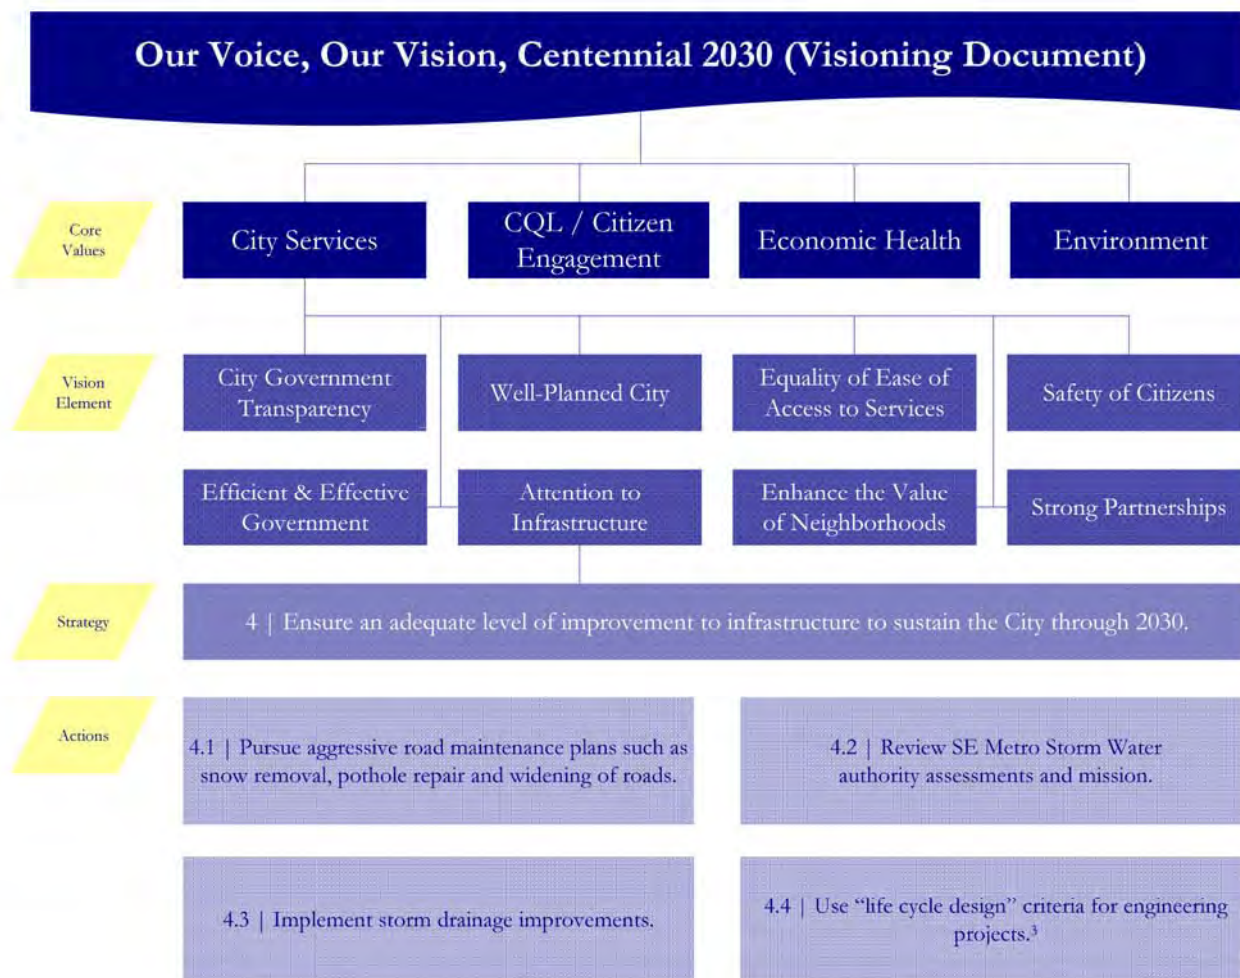 Our Voice, Our Vision, Centennial 2030 (Visioning Document)
Core
Values
City Services
CQL / Citizen
Engagement
Economic Health
Environment
Vision
Element
City Government
Transparency
Well-Planned City
Equality of Ease of
Access to Services
Safety of Citizens
Efficient & Effective
Government
Attention to
Infrastructure
Enhance the Value
of Neighborhoods
Strong Partnerships
Strategy
4 | Ensure an adequate level of improvement to infrastructure to sustain the City through 2030.
Actions
4.1 | Pursue aggressive road maintenance plans such as
snow removal, pothole repair and widening of roads.
4.2 | Review SE Metro Storm Water
authority assessments and mission.
4.3 | Implement storm drainage improvements.
4.4 | Use “life cycle design” criteria for engineering
projects.³